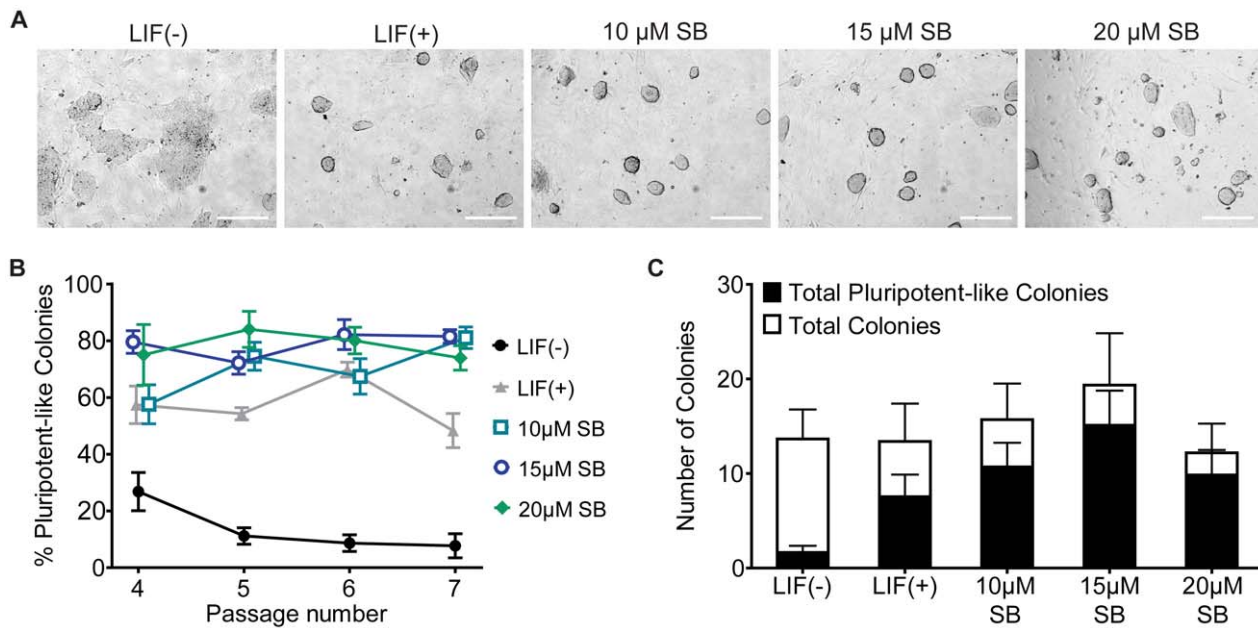 A
LIF(-)
LIF(+)
10 µM SB
15 µM SB
20 µM SB
B
% Pluripotent-like Colonies
100
80
60
40
20
0
4 5 6 7
Passage number
LIF(-)
LIF(+)
10µM SB
15µM SB
20µM SB
C
Number of Colonies
30
20
10
0
Total Pluripotent-like Colonies
Total Colonies
LIF(-)
LIF(+)
10µM
SB
15µM
SB
20µM
SB